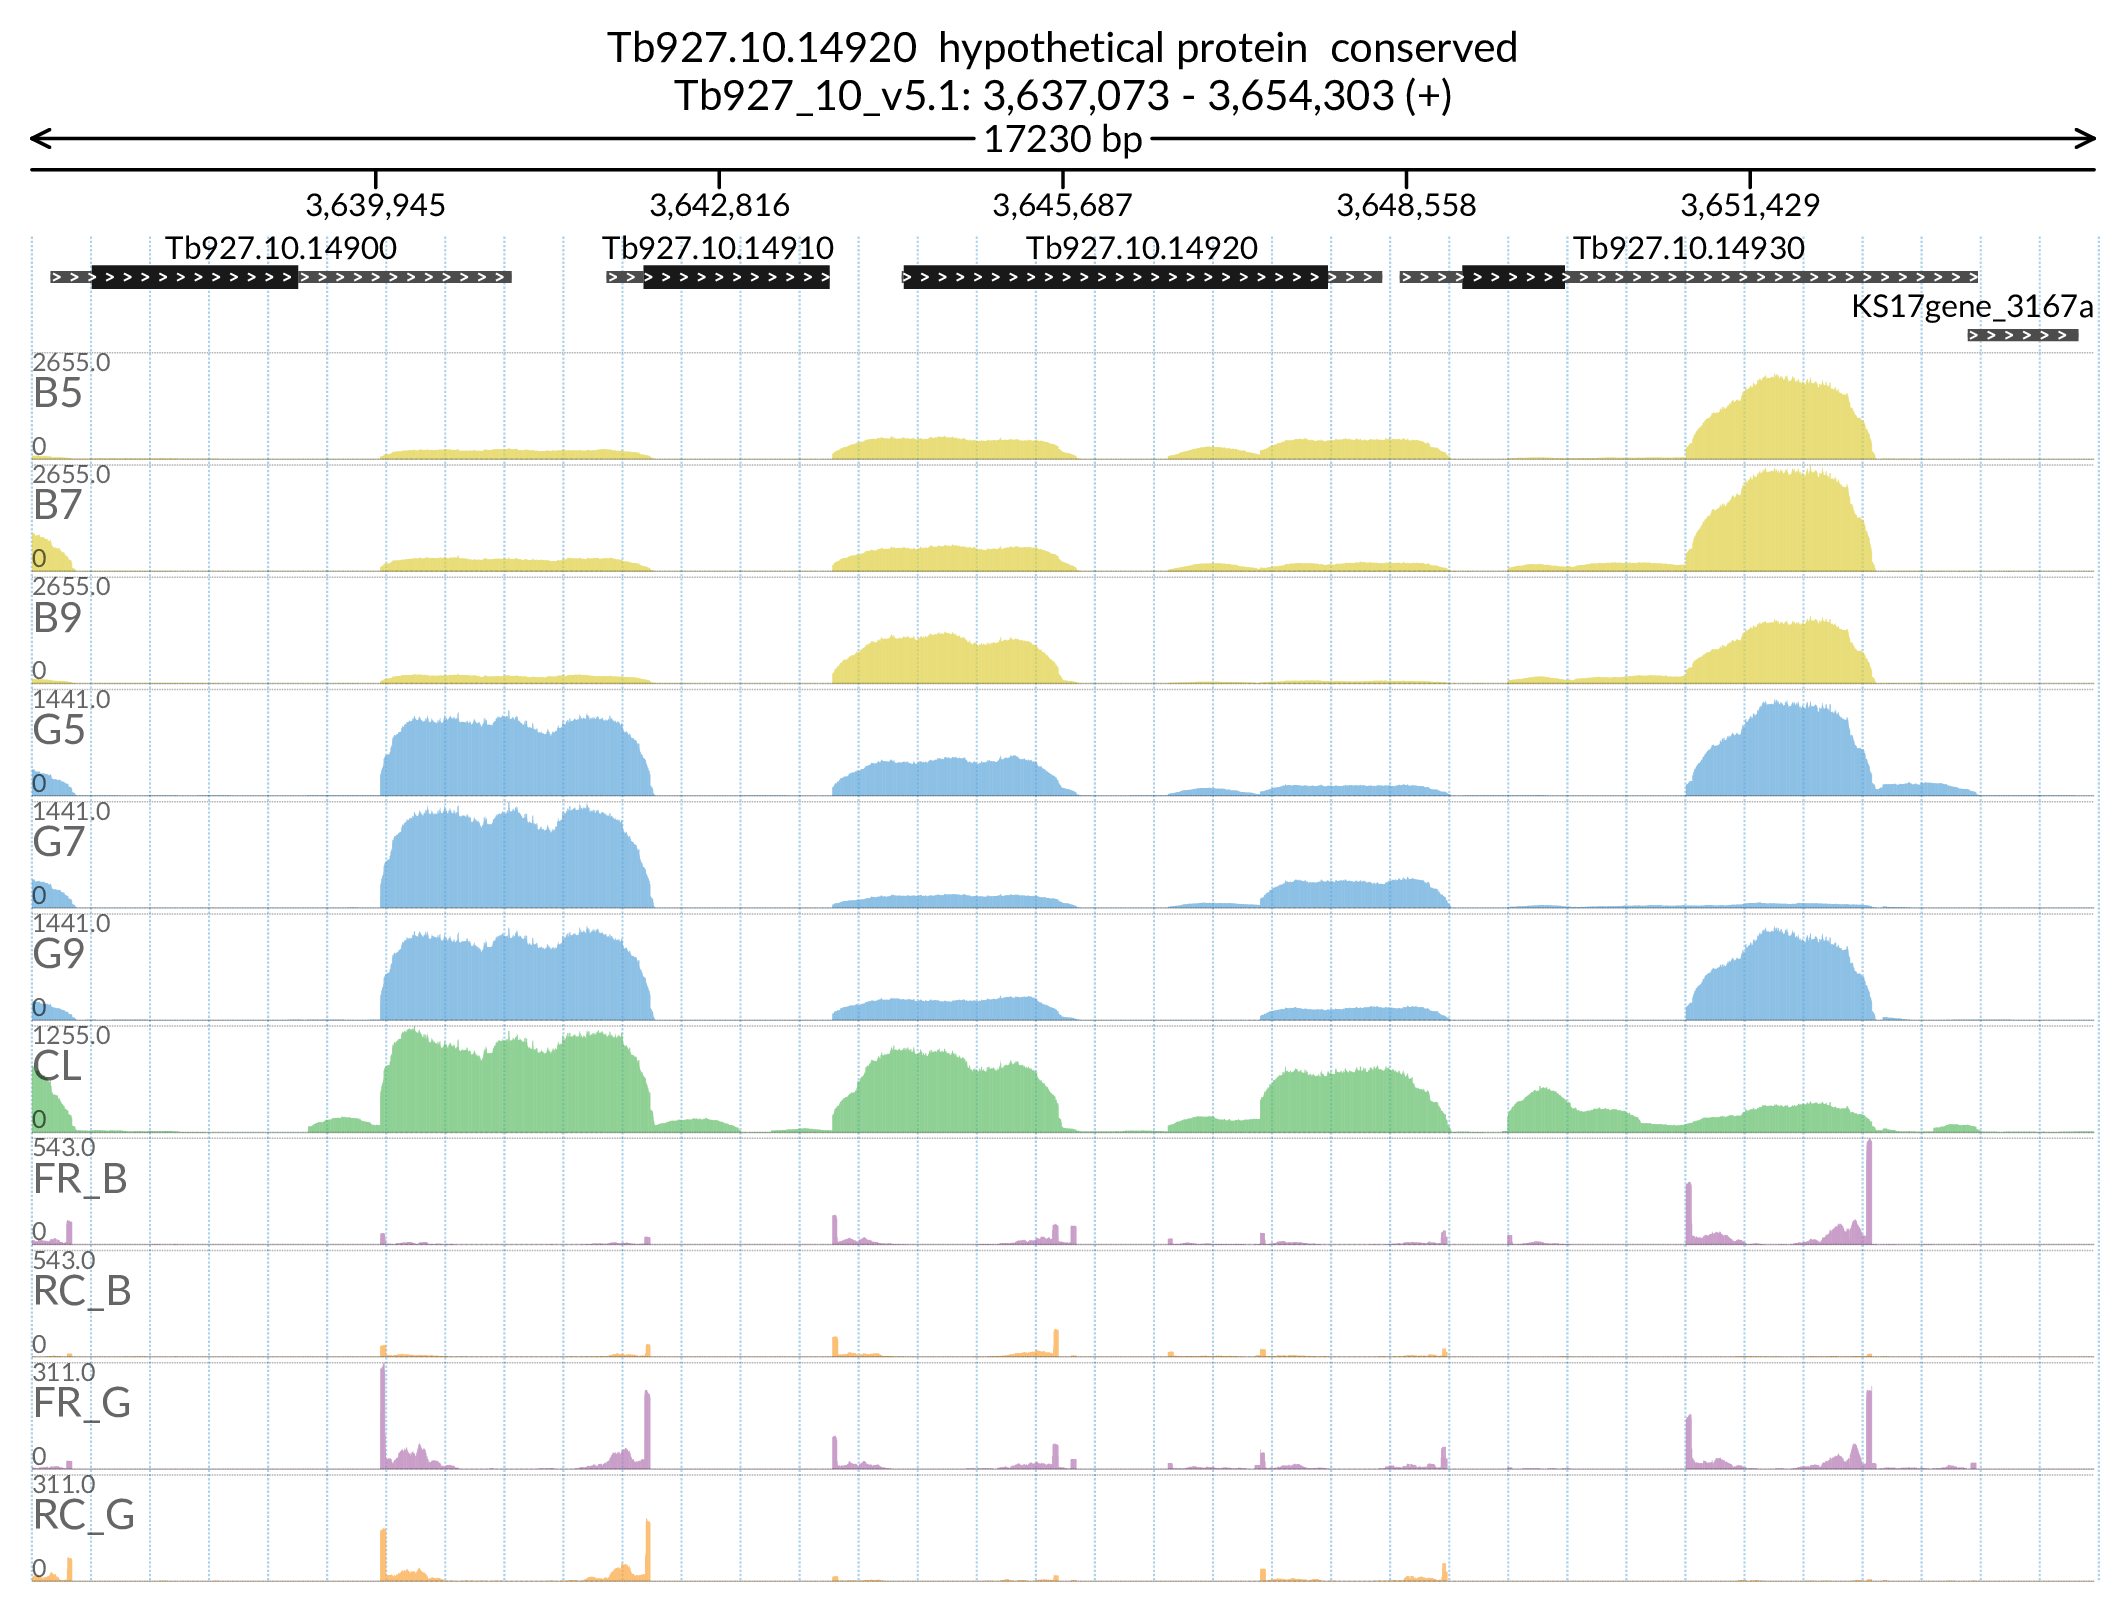 Tb927.10.14920  hypothetical protein  conserved
Tb927_10_v5.1: 3,637,073 - 3,654,303 (+)
17230 bp
3,639,945 3,642,816 3,645,687 3,648,558 3,651,429
Tb927.10.14900 Tb927.10.14910 Tb927.10.14920 Tb927.10.14930
KS17gene_3167a
2655.0
B5
0
2655.0
B7
0
2655.0
B9
0
1441.0
G5
0
1441.0
G7
0
1441.0
G9
0
1255.0
CL
0
543.0
FR_B
0
543.0
RC_B
0
311.0
FR_G
0
311.0
RC_G
0